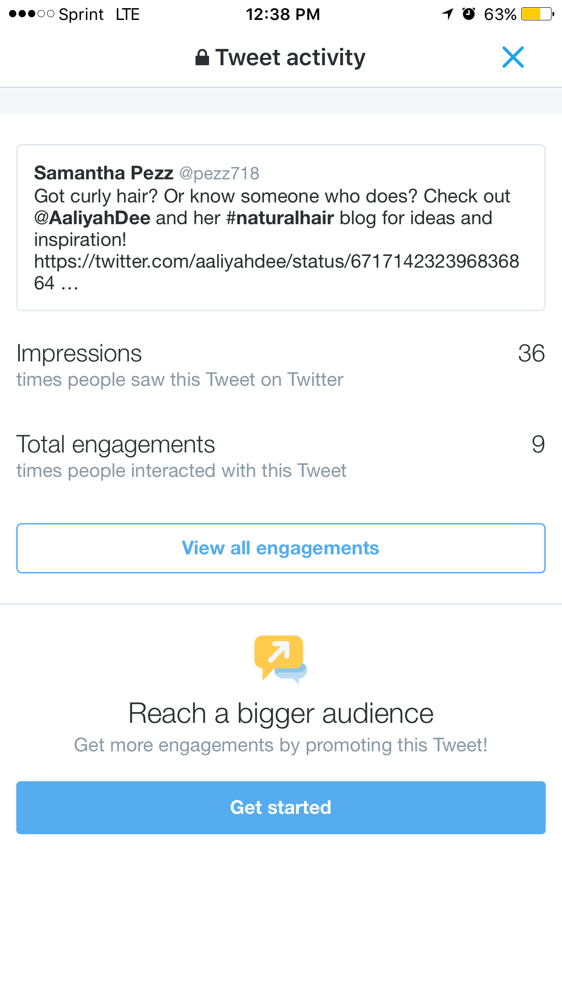 Sprint LTE 12:38 PM 63%
Tweet activity
Samantha Pezz @pezz718
Got curly hair? Or know someone who does? Check out
@AaliyahDee and her #naturalhair blog for ideas and
inspiration!
https://twitter.com/aaliyahdee/status/6717142323968368
64 …
Impressions 36
times people saw this Tweet on Twitter
Total engagements 9
times people interacted with this Tweet
View all engagements
Reach a bigger audience
Get more engagements by promoting this Tweet!
Get started